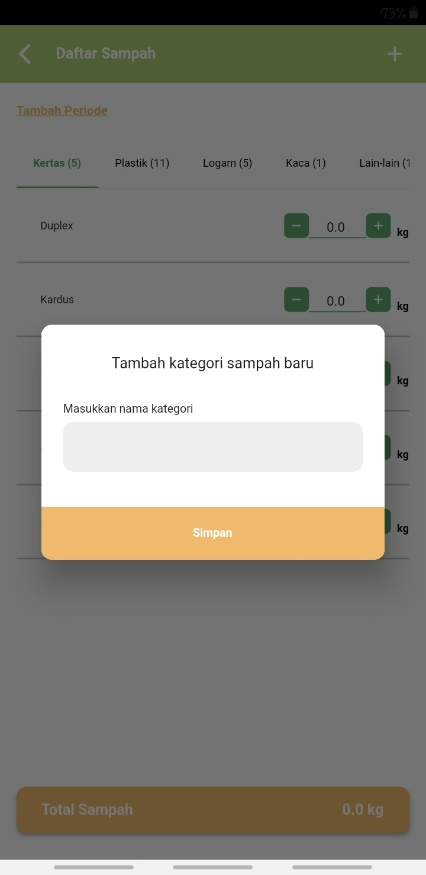 73%
Daftar Sampah
+
Tambah Periode
Kertas (5) Plastik (11) Logam (5) Kaca (1) Lain-lain (1
Duplex − 0.0 + kg
Kardus − 0.0 + kg
Tambah kategori sampah baru
kg
Masukkan nama kategori
kg
kg
Simpan
Total Sampah 0.0 kg